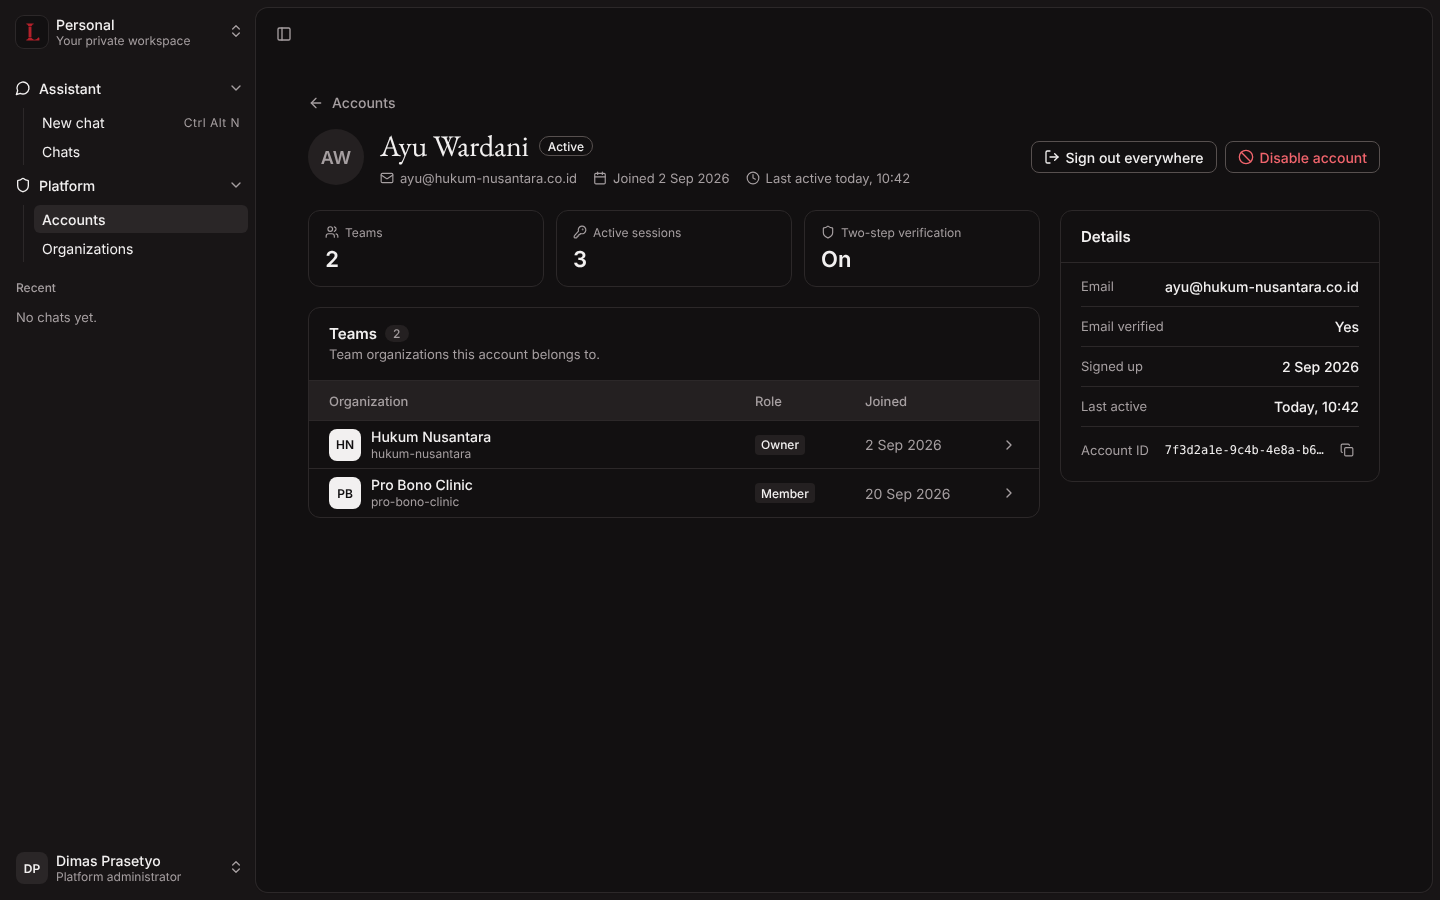 L
Personal
Your private workspace
Assistant
New chat
Ctrl Alt N
Chats
Platform
Accounts
Organizations
Recent
No chats yet.
DP
Dimas Prasetyo
Platform administrator
Accounts
AW
Ayu Wardani
Active
ayu@hukum-nusantara.co.id
Joined 2 Sep 2026
Last active today, 10:42
Sign out everywhere
Disable account
Teams
2
Active sessions
3
Two-step verification
On
Teams 2
Team organizations this account belongs to.
Organization Role Joined
HN
Hukum Nusantara
hukum-nusantara
Owner
2 Sep 2026
PB
Pro Bono Clinic
pro-bono-clinic
Member
20 Sep 2026
Details
Email ayu@hukum-nusantara.co.id
Email verified Yes
Signed up 2 Sep 2026
Last active Today, 10:42
Account ID 7f3d2a1e-9c4b-4e8a-b6…